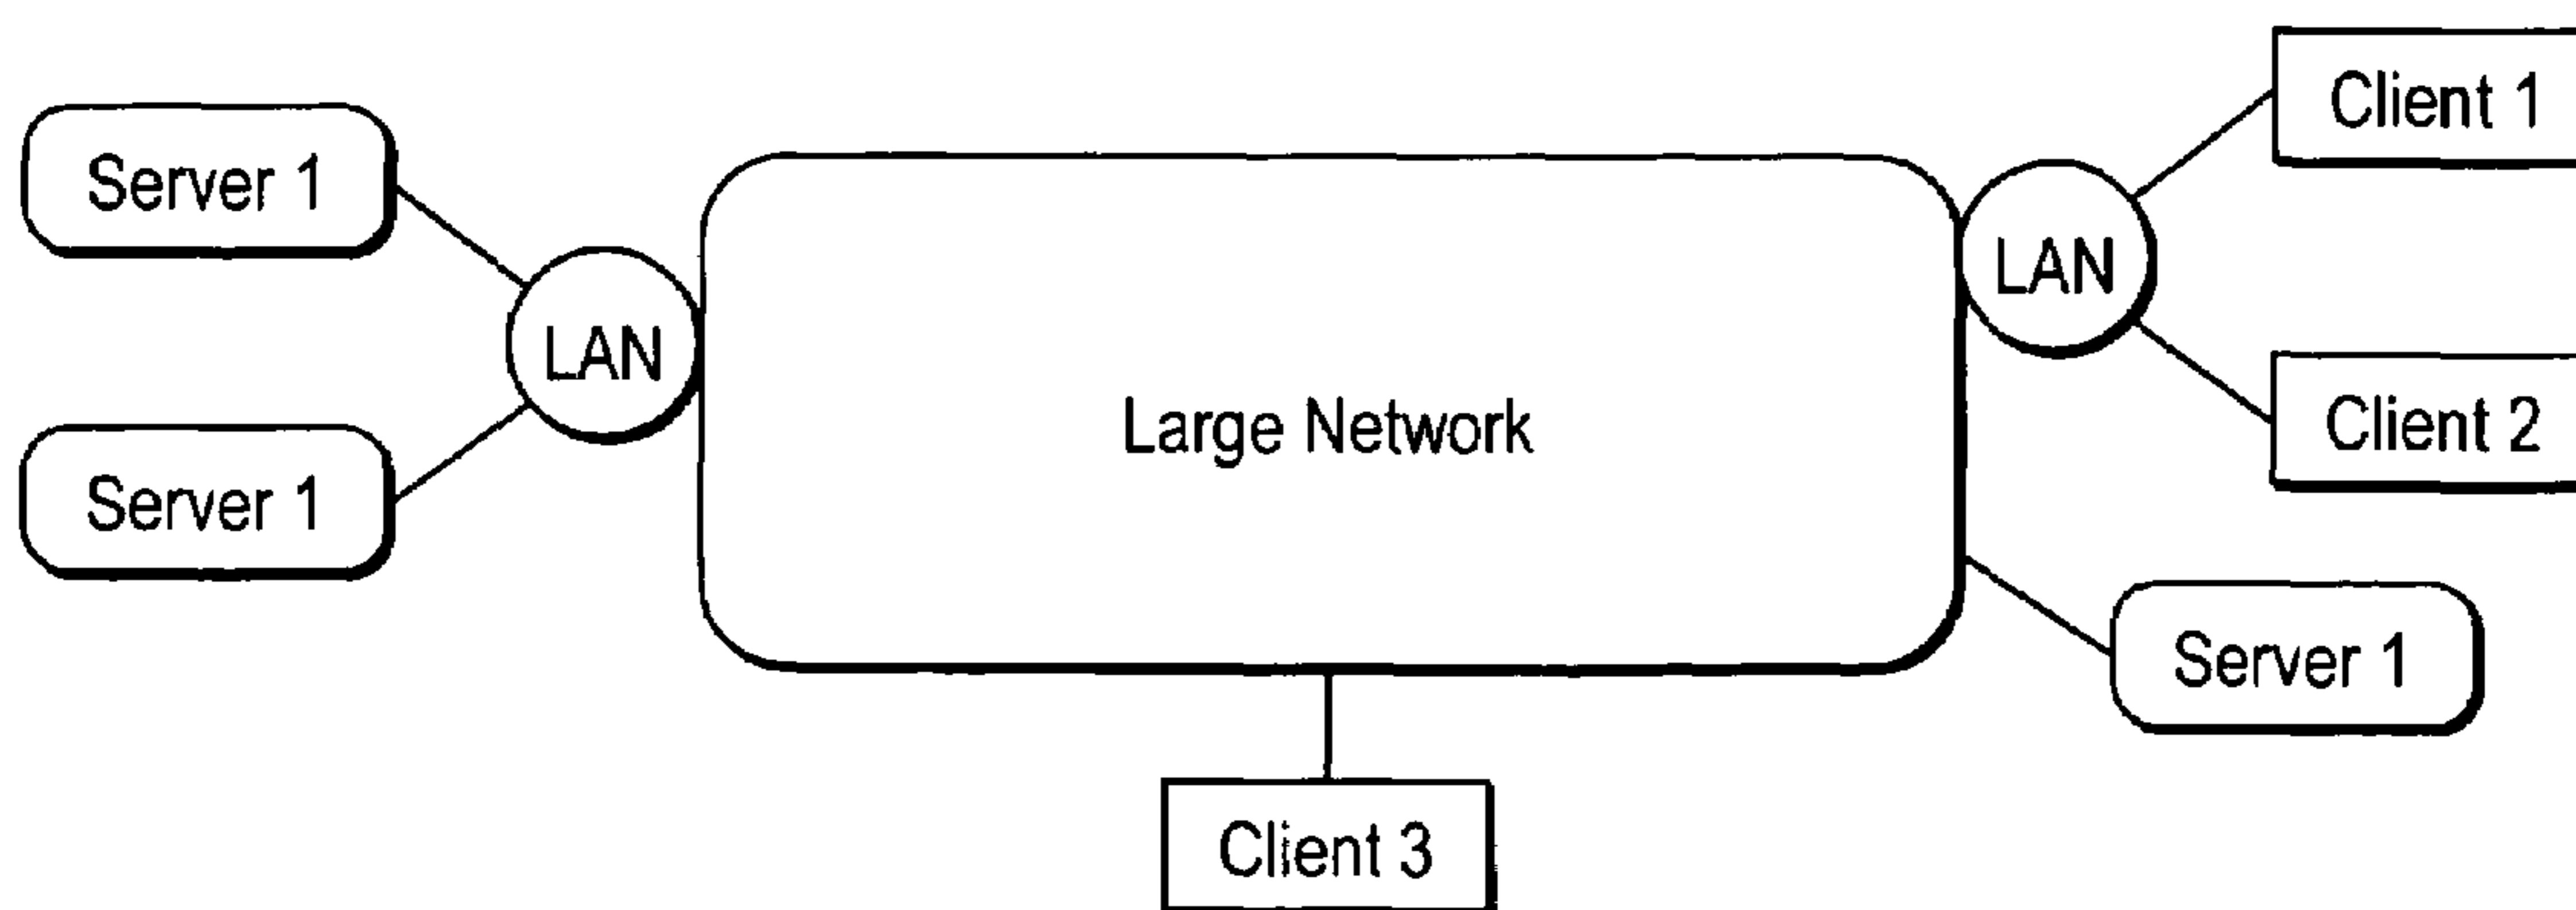 Client 1
Server 1
LAN
LAN
Large Network
Client 2
Server 1
Server 1
Client 3